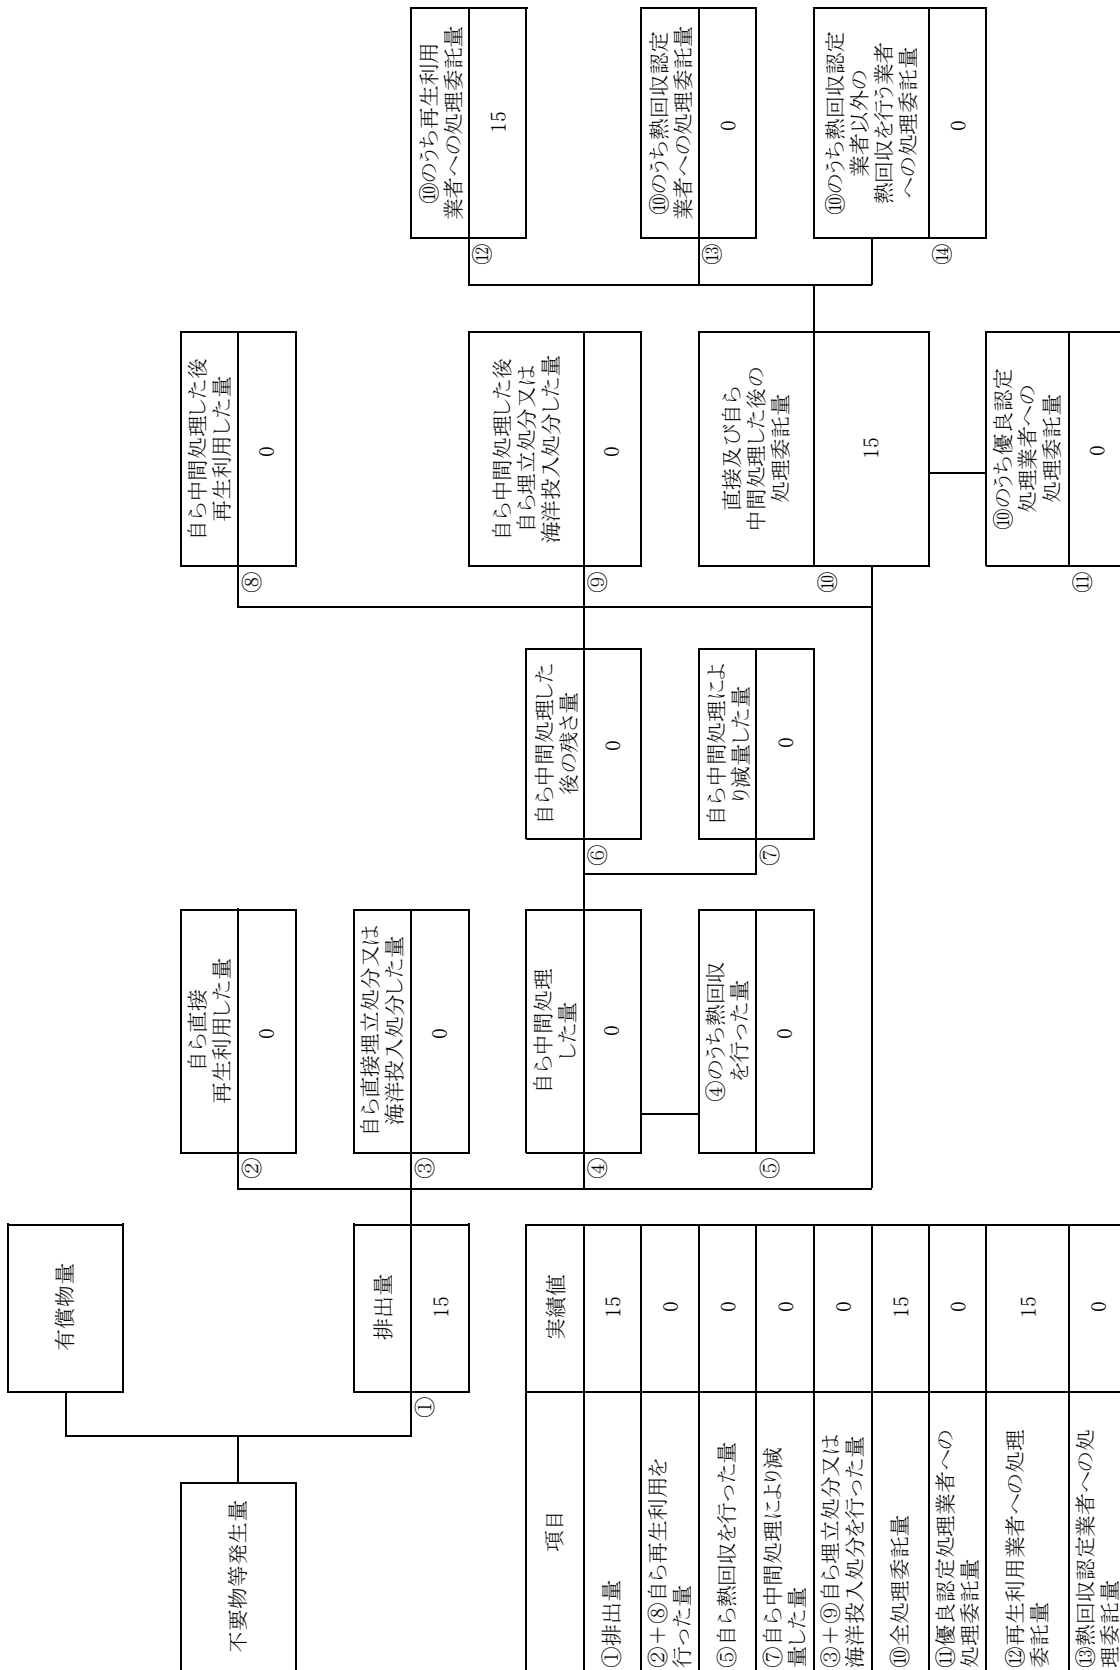 不要物等発生量
有償物量
①
排出量
15
②
自ら直接
再生利用した量
0
③
自ら直接埋立処分又は
海洋投入処分した量
0
④
自ら中間処理
した量
0
⑤
④のうち熱回収
を行った量
0
⑥
自ら中間処理した
後の残さ量
0
⑦
自ら中間処理によ
り減量した量
0
⑧
自ら中間処理した後
再生利用した量
0
⑨
自ら中間処理した後
自ら埋立処分又は
海洋投入処分した量
0
⑩
直接及び自ら
中間処理した後の
処理委託量
15
⑪
⑩のうち優良認定
処理業者への
処理委託量
0
⑫
⑩のうち再生利用
業者への処理委託量
15
⑬
⑩のうち熱回収認定
業者への処理委託量
0
⑭
⑩のうち熱回収認定
業者以外の
熱回収を行う業者
への処理委託量
0
項目
実績値
①排出量
15
②＋⑧自ら再生利用を
行った量
0
⑤自ら熱回収を行った量
0
⑦自ら中間処理により減
量した量
0
③＋⑨自ら埋立処分又は
海洋投入処分を行った量
0
⑩全処理委託量
15
⑪優良認定処理業者への
処理委託量
0
⑫再生利用業者への処理
委託量
15
⑬熱回収認定業者への処
理委託量
0